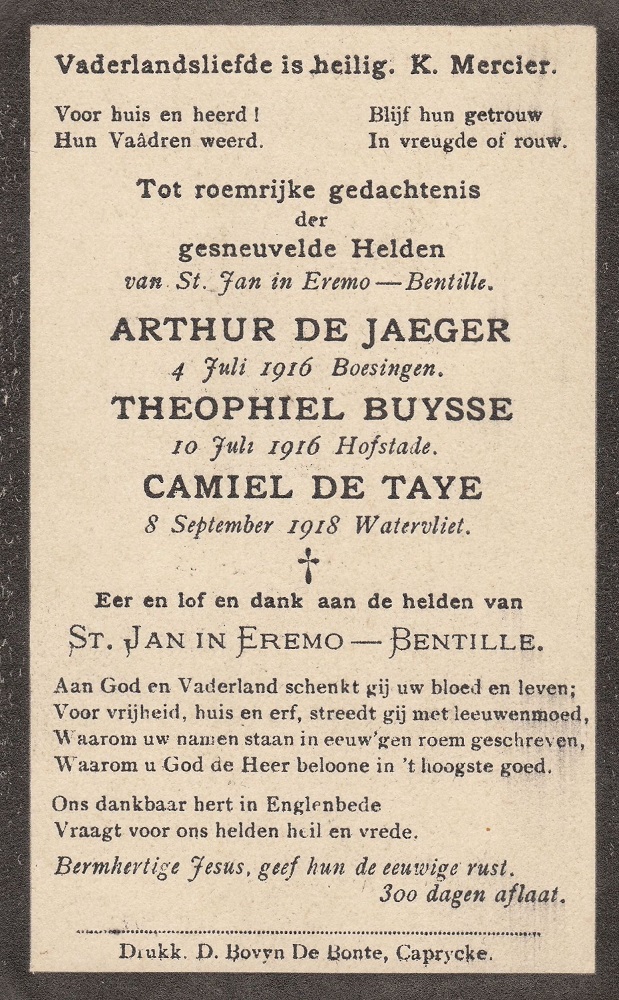 Vaderlandsliefde is heilig. K. Mercier.
Voor huis en heerd ! Blijf hun getrouw
Hun Vaâdren weerd. In vreugde of rouw.
Tot roemrijke gedachtenis
der
gesneuvelde Helden
van St. Jan in Eremo — Bentille.
ARTHUR DE JAEGER
4 Juli 1916 Boesingen.
THEOPHIEL BUYSSE
10 Juli 1916 Hofstade.
CAMIEL DE TAYE
8 September 1918 Watervliet.
†
Eer en lof en dank aan de helden van
ST. JAN IN EREMO — BENTILLE.
Aan God en Vaderland schenkt gij uw bloed en leven;
Voor vrijheid, huis en erf, streedt gij met leeuwenmoed,
Waarom uw namen staan in eeuw'gen roem geschreven,
Waarom u God de Heer beloone in 't hoogste goed.
Ons dankbaar hert in Englenbede
Vraagt voor ons helden heil en vrede.
Bermhertige Jesus, geef hun de eeuwige rust.
300 dagen aflaat.
Drukk. D. Bovyn De Bonte, Caprycke.